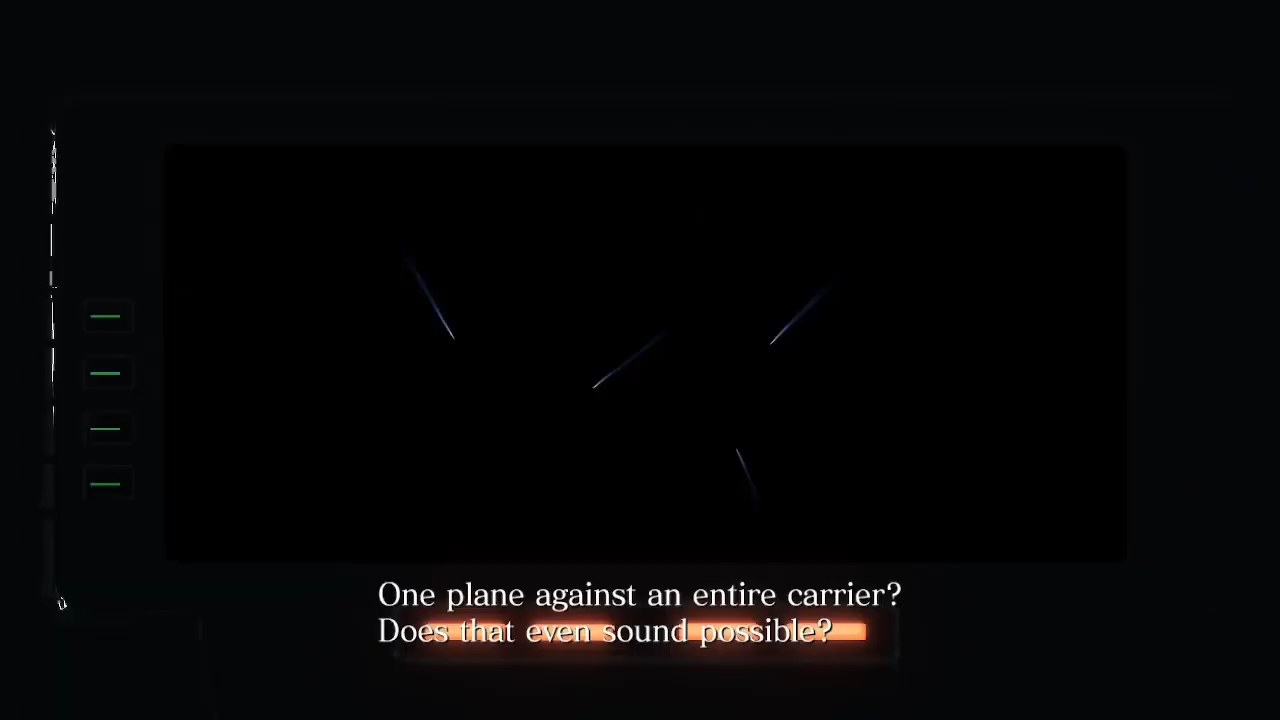 One plane against an entire carrier?
Does that even sound possible?